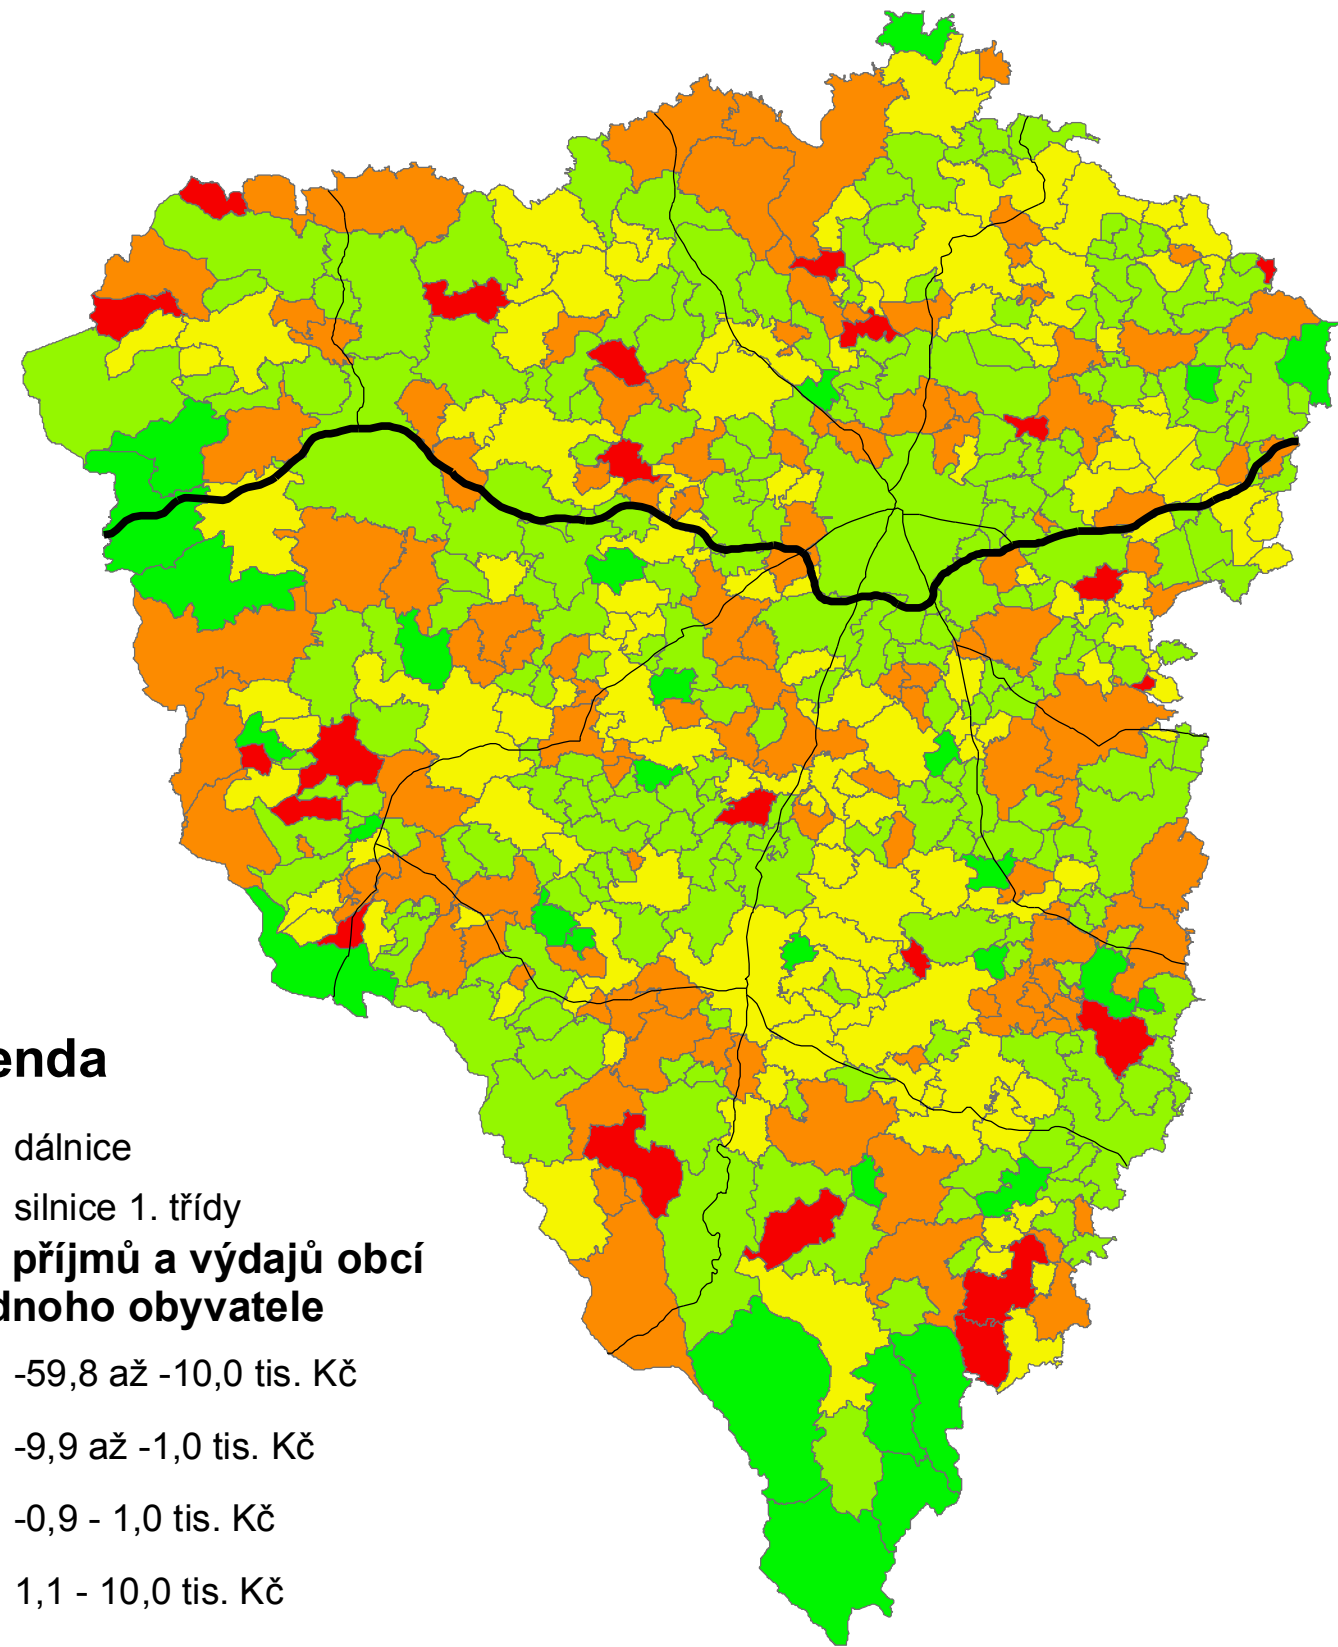 enda
dálnice
silnice 1. třídy
příjmů a výdajů obcí
dnoho obyvatele
-59,8 až -10,0 tis. Kč
-9,9 až -1,0 tis. Kč
-0,9 - 1,0 tis. Kč
1,1 - 10,0 tis. Kč